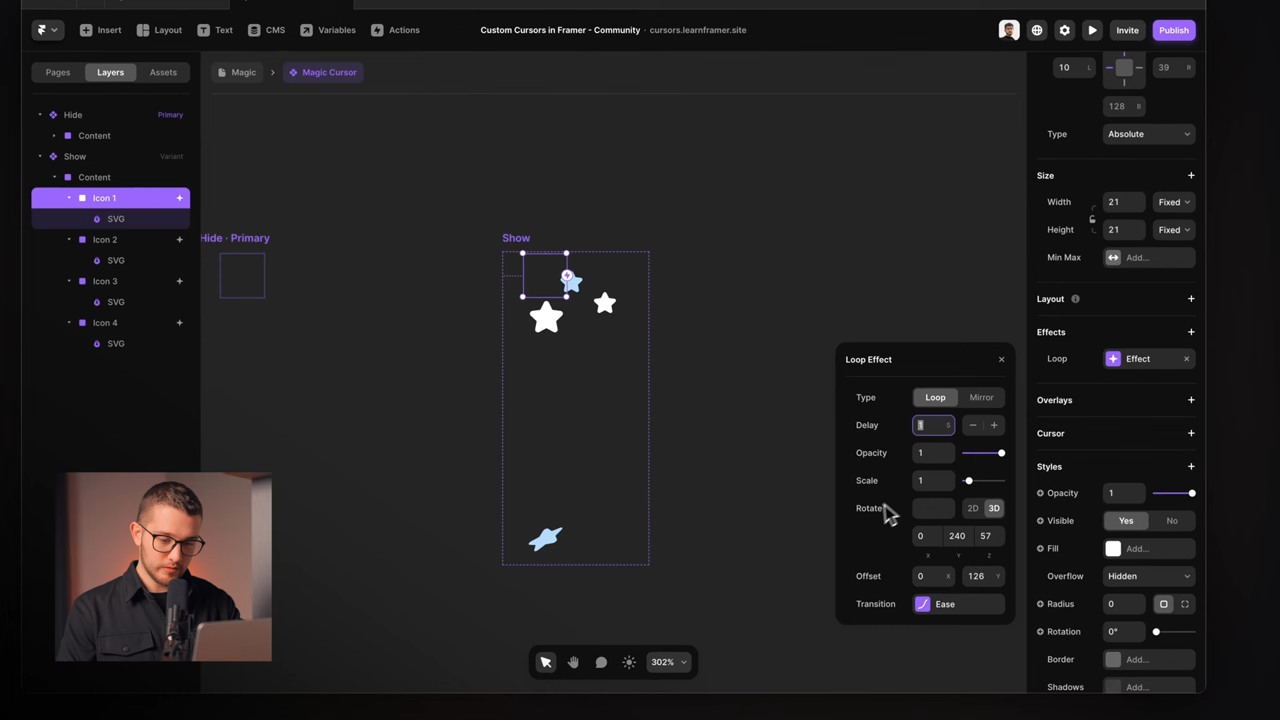 Insert
Layout
Text
CMS
Variables
Actions
Custom Cursors in Framer - Community · cursors.learnframer.site
Invite
Publish
Pages
Layers
Assets
Magic
Magic Cursor
Hide
Primary
Content
Show
Variant
Content
Icon 1
SVG
Icon 2
SVG
Icon 3
SVG
Icon 4
SVG
Hide · Primary
Show
302%
Loop Effect
Type
Loop
Mirror
Delay
1
S
Opacity
1
Scale
1
Rotate
2D
3D
0
240
57
X
Y
Z
Offset
0
X
126
Y
Transition
Ease
10
L
39
R
128
B
Type
Absolute
Size
Width
21
Fixed
Height
21
Fixed
Min Max
Add...
Layout
Effects
Loop
Effect
Overlays
Cursor
Styles
Opacity
1
Visible
Yes
No
Fill
Add...
Overflow
Hidden
Radius
0
Rotation
0°
Border
Add...
Shadows
Add...